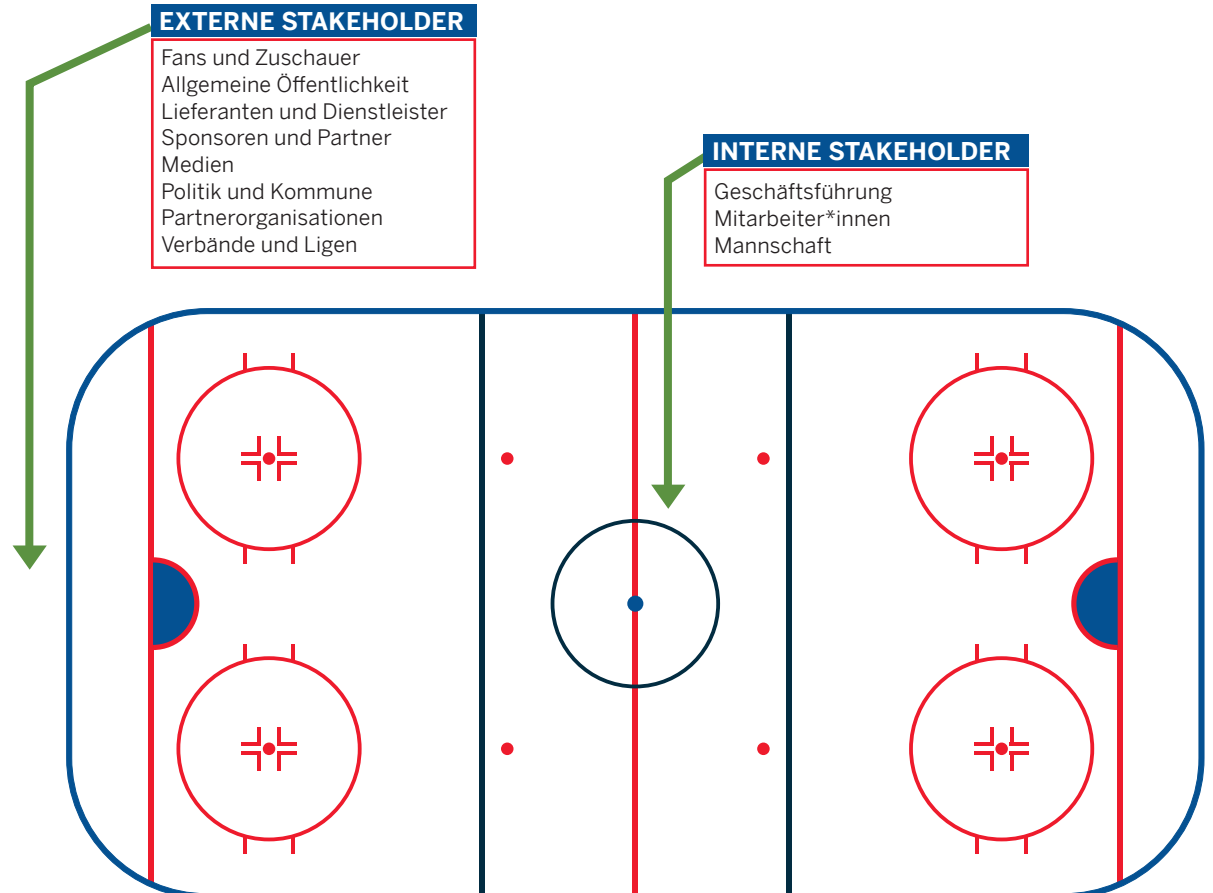 EXTERNE STAKEHOLDER
Fans und Zuschauer
Allgemeine Öffentlichkeit
Lieferanten und Dienstleister
Sponsoren und Partner
Medien
Politik und Kommune
Partnerorganisationen
Verbände und Ligen
INTERNE STAKEHOLDER
Geschäftsführung
Mitarbeiter*innen
Mannschaft